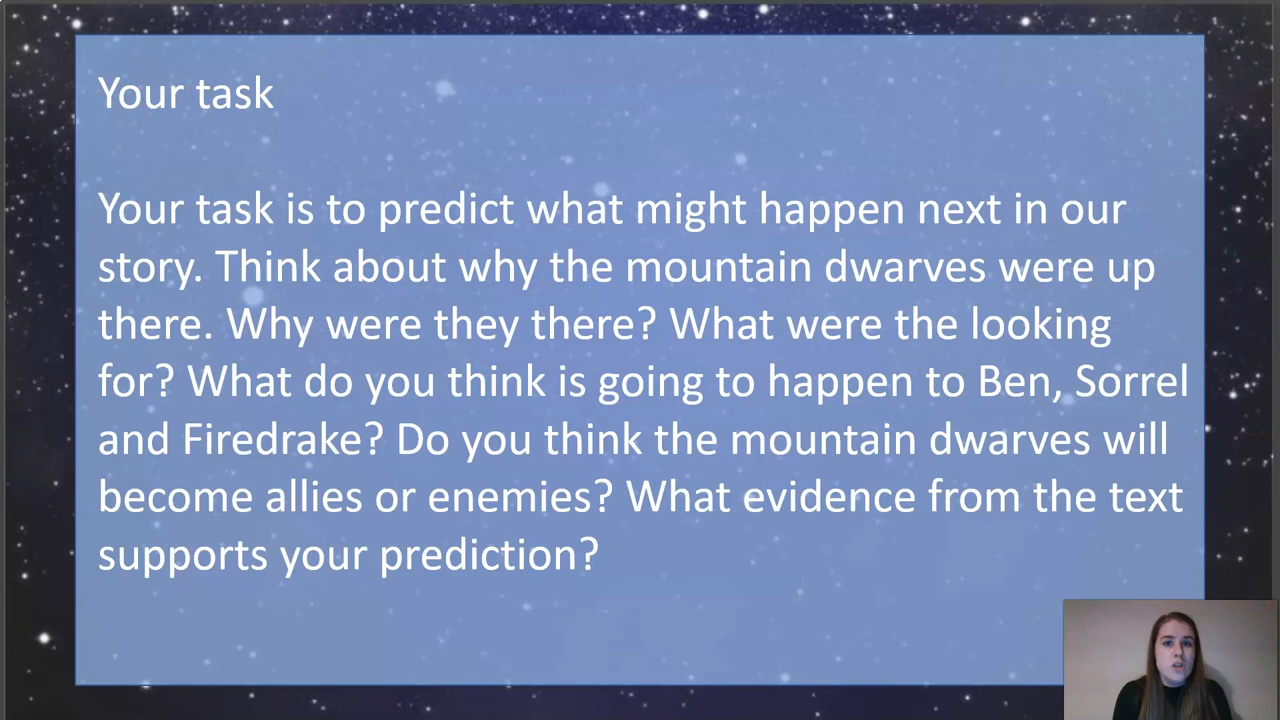 Your task
Your task is to predict what might happen next in our
story. Think about why the mountain dwarves were up
there. Why were they there? What were the looking
for? What do you think is going to happen to Ben, Sorrel
and Firedrake? Do you think the mountain dwarves will
become allies or enemies? What evidence from the text
supports your prediction?